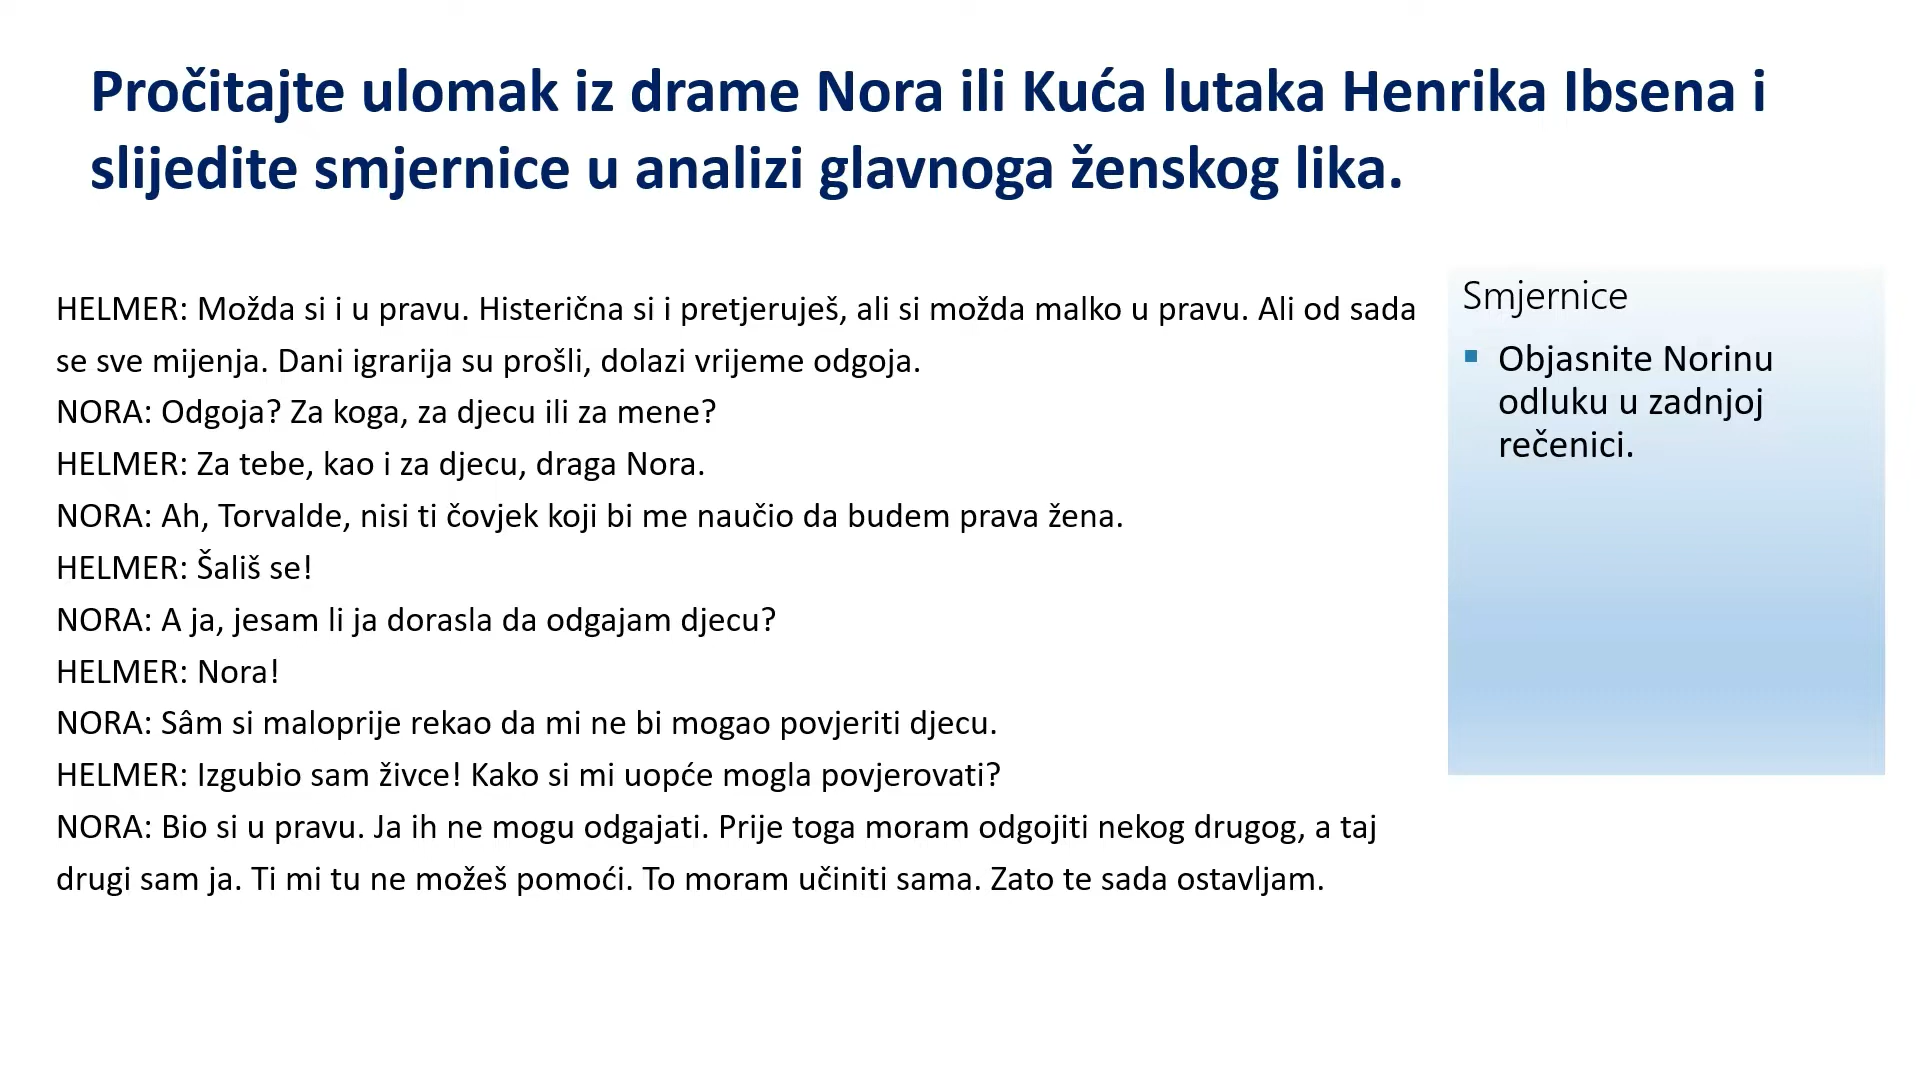 Pročitajte ulomak iz drame Nora ili Kuća lutaka Henrika Ibsena i
slijedite smjernice u analizi glavnoga ženskog lika.
HELMER: Možda si i u pravu. Histerična si i pretjeruješ, ali si možda malko u pravu. Ali od sada
se sve mijenja. Dani igrarija su prošli, dolazi vrijeme odgoja.
NORA: Odgoja? Za koga, za djecu ili za mene?
HELMER: Za tebe, kao i za djecu, draga Nora.
NORA: Ah, Torvalde, nisi ti čovjek koji bi me naučio da budem prava žena.
HELMER: Šališ se!
NORA: A ja, jesam li ja dorasla da odgajam djecu?
HELMER: Nora!
NORA: Sâm si maloprije rekao da mi ne bi mogao povjeriti djecu.
HELMER: Izgubio sam živce! Kako si mi uopće mogla povjerovati?
NORA: Bio si u pravu. Ja ih ne mogu odgajati. Prije toga moram odgojiti nekog drugog, a taj
drugi sam ja. Ti mi tu ne možeš pomoći. To moram učiniti sama. Zato te sada ostavljam.
Smjernice
▪ Objasnite Norinu
odluku u zadnjoj
rečenici.